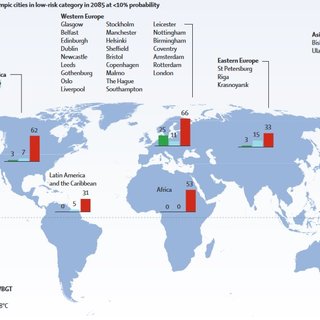 mpic cities in low-risk category in 2085 at <10% probability
Western Europe
Glasgow Stockholm Leicester
Belfast Manchester Nottingham
Edinburgh Helsinki Birmingham
Dublin Sheffield Coventry
Newcastle Bristol Amsterdam
Leeds Copenhagen Rotterdam
Gothenburg Malmo London
Oslo The Hague
Liverpool Southampton
Eastern Europe
St Petersburg
Riga
Krasnoyarsk
Asi
Bis
Ula
ica
3 7 62
25 11 66
3 15 33
Latin America
and the Caribbean
0 5 31
Africa
0 0 53
WBGT
8°C